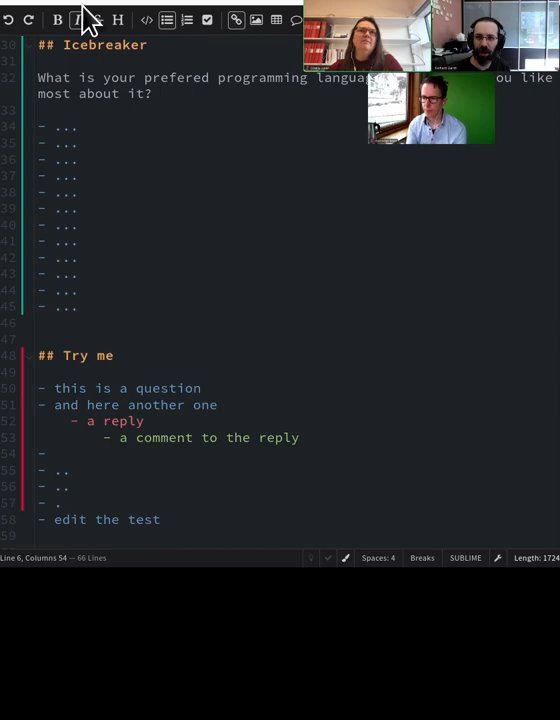 B I S H
30 ## Icebreaker
31
32 What is your prefered programming languag ou like
most about it?
33
34 - ...
35 - ...
36 - ...
37 - ...
38 - ...
39 - ...
40 - ...
41 - ...
42 - ...
43 - ...
44 - ...
45 - ...
46
47
48 ## Try me
49
50 - this is a question
51 - and here another one
52 - a reply
53 - a comment to the reply
54 -
55 - ..
56 - ..
57 - .
58 - edit the test
59
Line 6, Columns 54 — 66 Lines Spaces: 4 Breaks SUBLIME Length: 1724